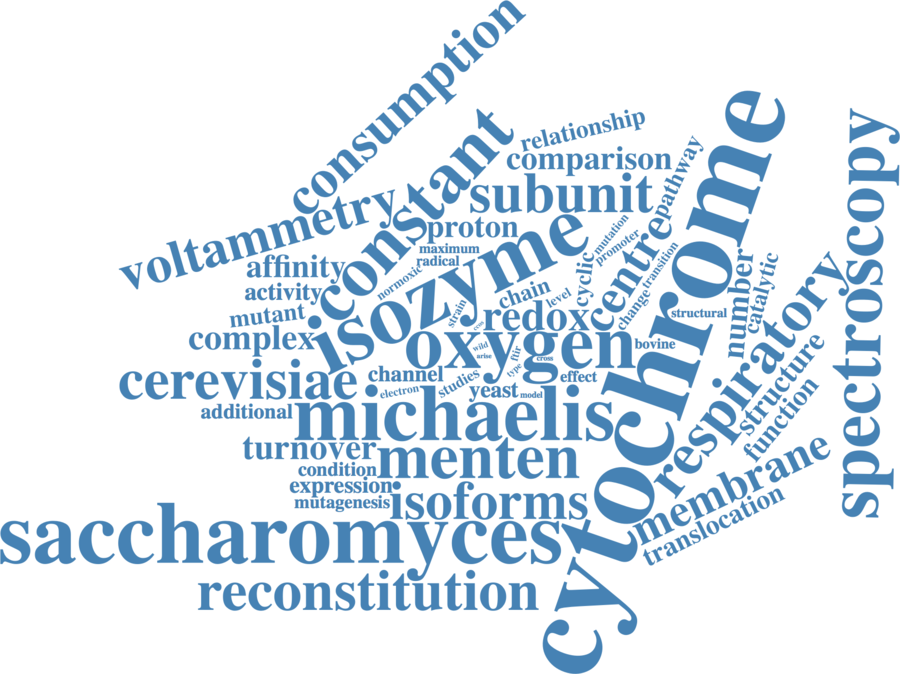 consumption
relationship
constant
comparison
pathway
cytochrome
spectroscopy
voltammetry
subunit
proton
isozyme
centre
mutation
promoter
maximum
radical
affinity
normoxic
cyclic
transition
change
number
catalytic
activity
mutant
strain
chain
level
redox
structural
respiratory
complex
oxygen
wild
arise
für
type
cross
bovine
cerevisiae
channel
electron
studies
yeast
model
effect
structure
function
additional
michaelis
turnover
menten
condition
expression
mutagenesis
isoforms
membrane
translocation
saccharomyces
reconstitution